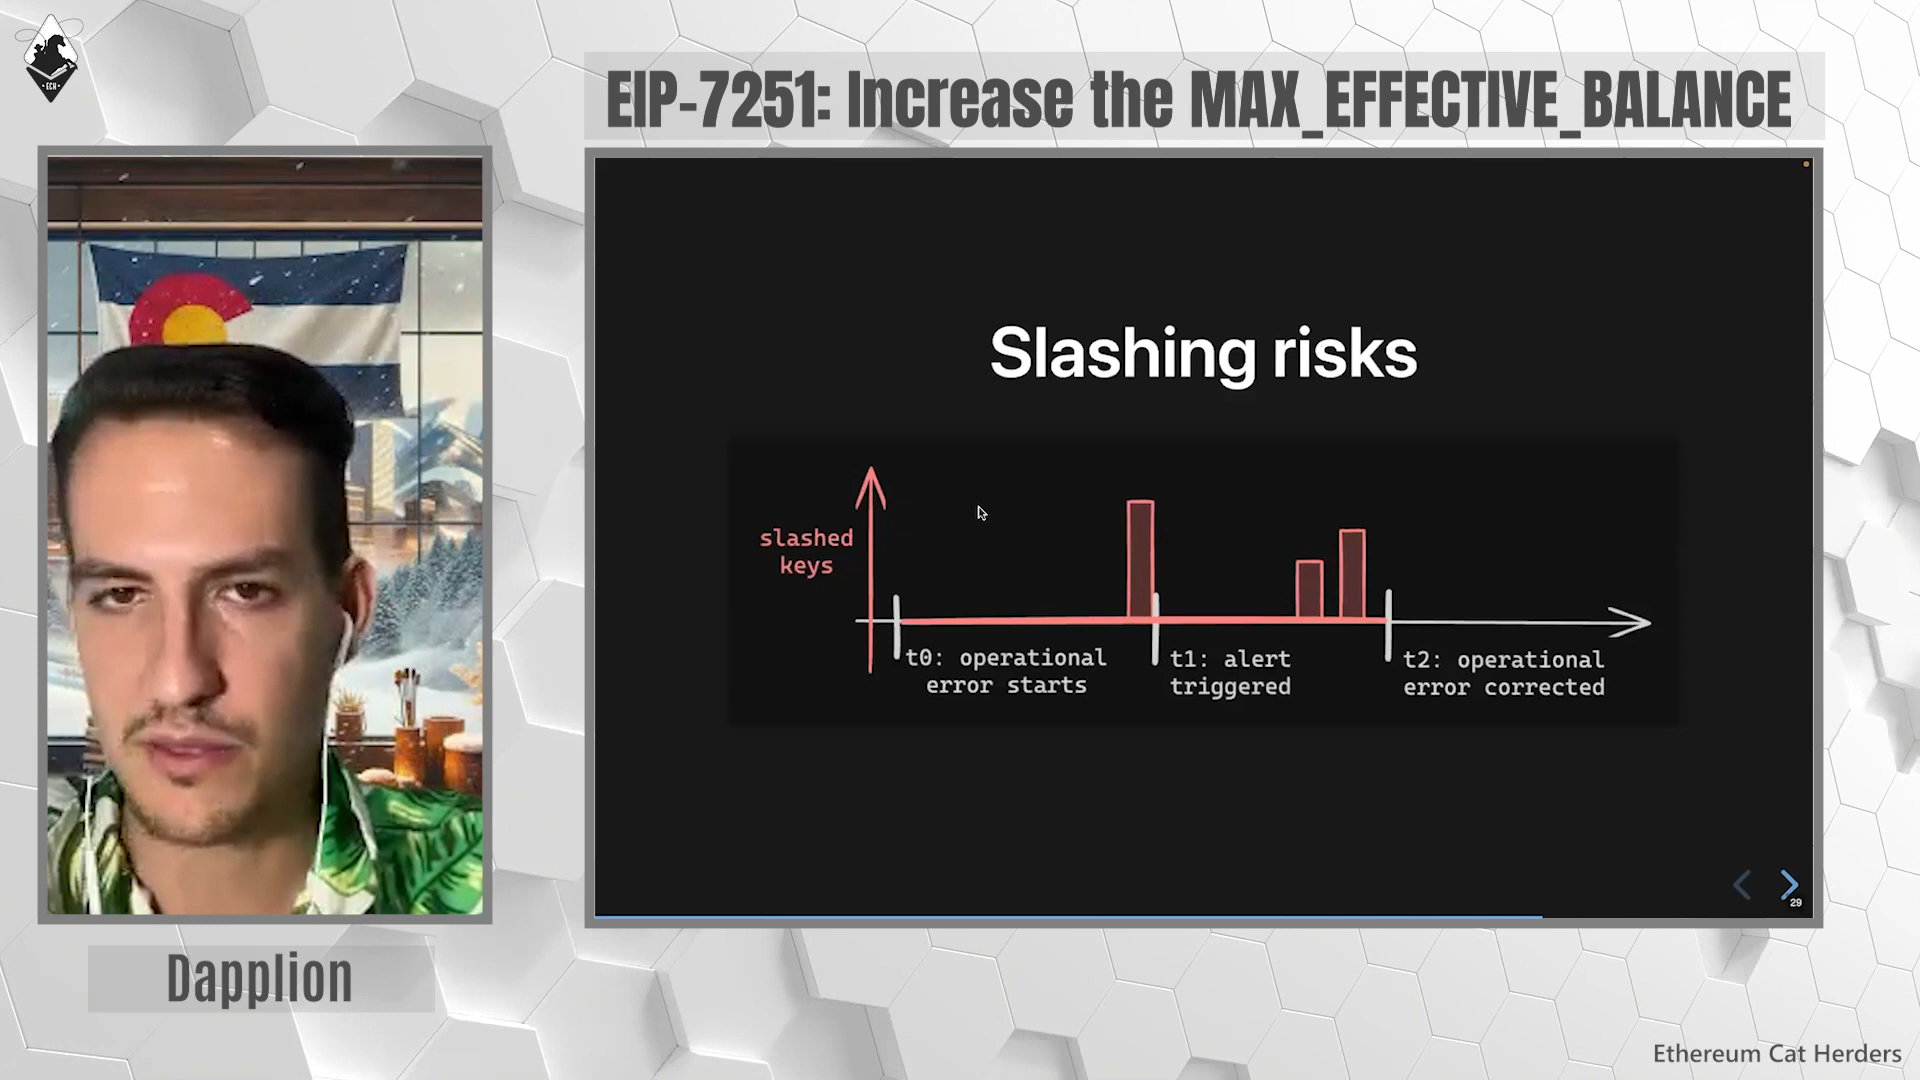 ECH
EIP-7251: Increase the MAX_EFFECTIVE_BALANCE
Slashing risks
slashed
keys
t0: operational
error starts
t1: alert
triggered
t2: operational
error corrected
29
Dapplion
Ethereum Cat Herders